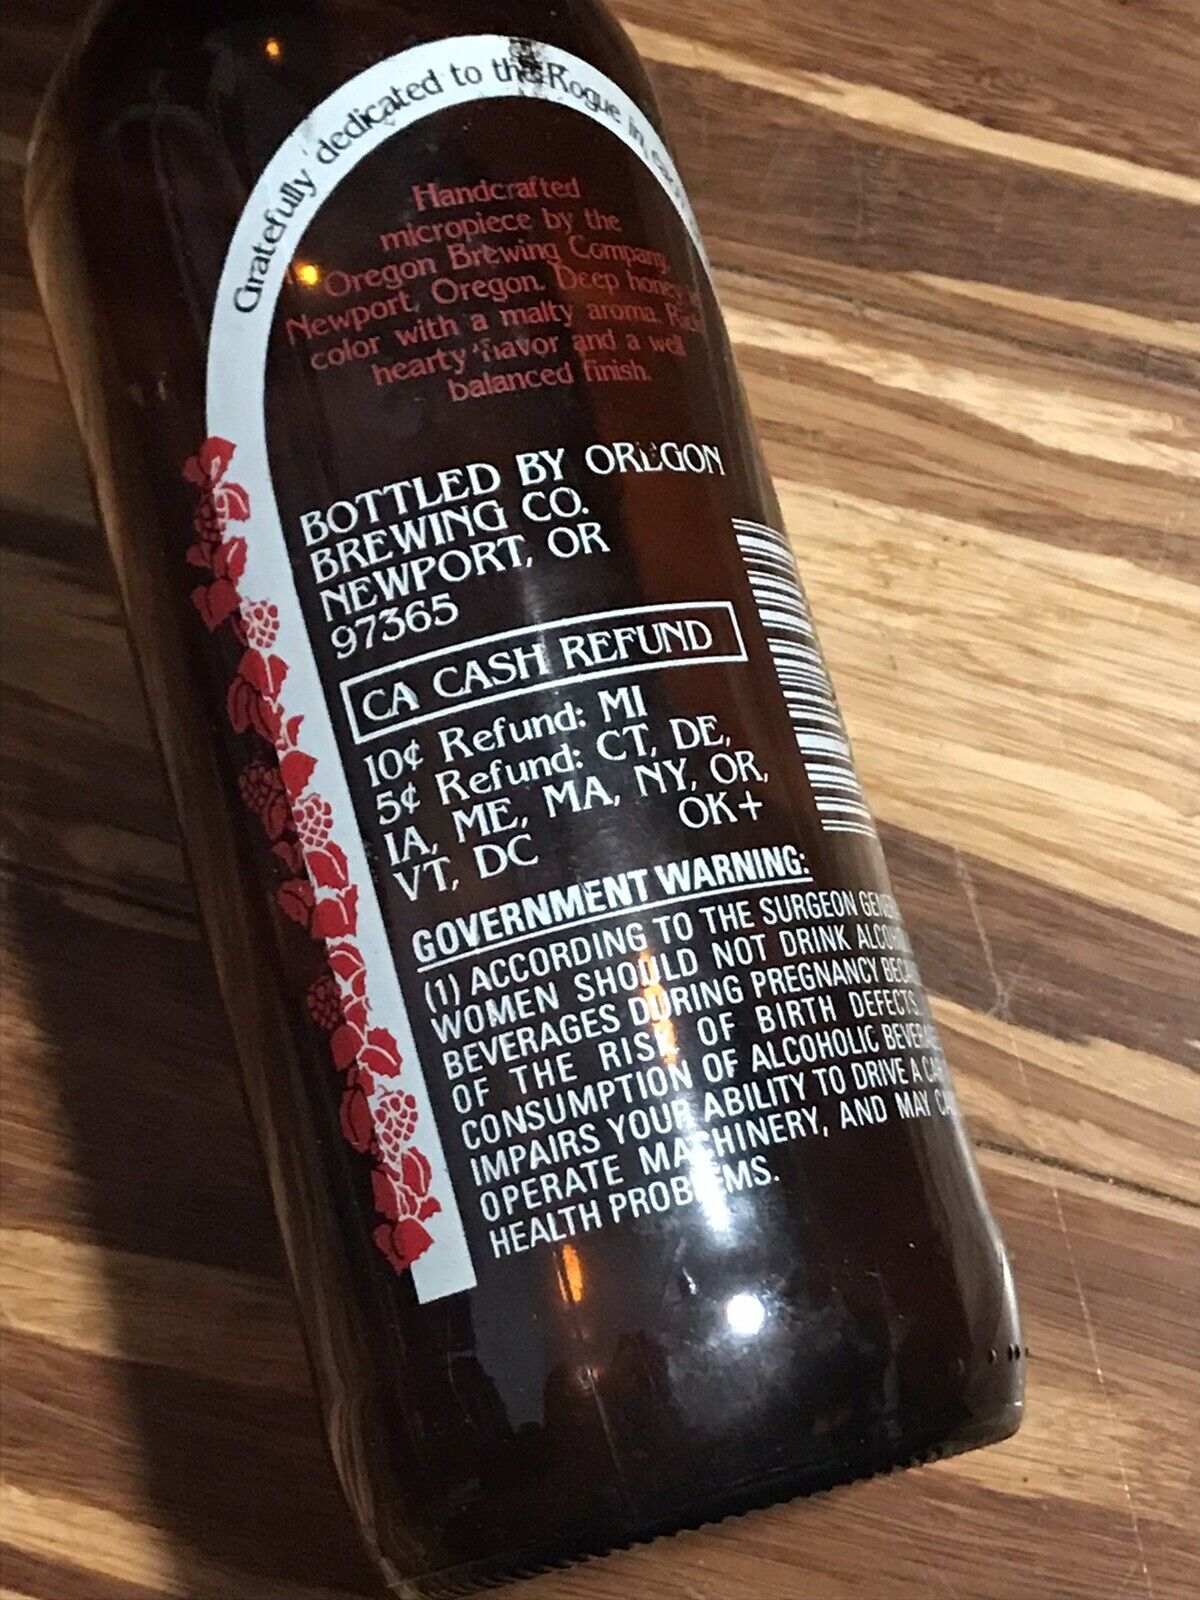 Gratefully dedicated to the Rogue in
Handcrafted
micropiece by the
Oregon Brewing Company,
Newport, Oregon. Deep honey
color with a malty aroma. Rich
hearty flavor and a well
balanced finish.
BOTTLED BY OREGON
BREWING CO.
NEWPORT, OR
97365
CA CASH REFUND
10¢ Refund: MI
5¢ Refund: CT, DE,
IA, ME, MA, NY, OR,
VT, DC OK+
GOVERNMENT WARNING:
(1) ACCORDING TO THE SURGEON
WOMEN SHOULD NOT DRINK
BEVERAGES DURING PREGNANCY
OF THE RISK OF BIRTH DEFECTS.
CONSUMPTION OF ALCOHOLIC
IMPAIRS YOUR ABILITY TO DRIVE A
OPERATE MACHINERY, AND MAY
HEALTH PROBLEMS.